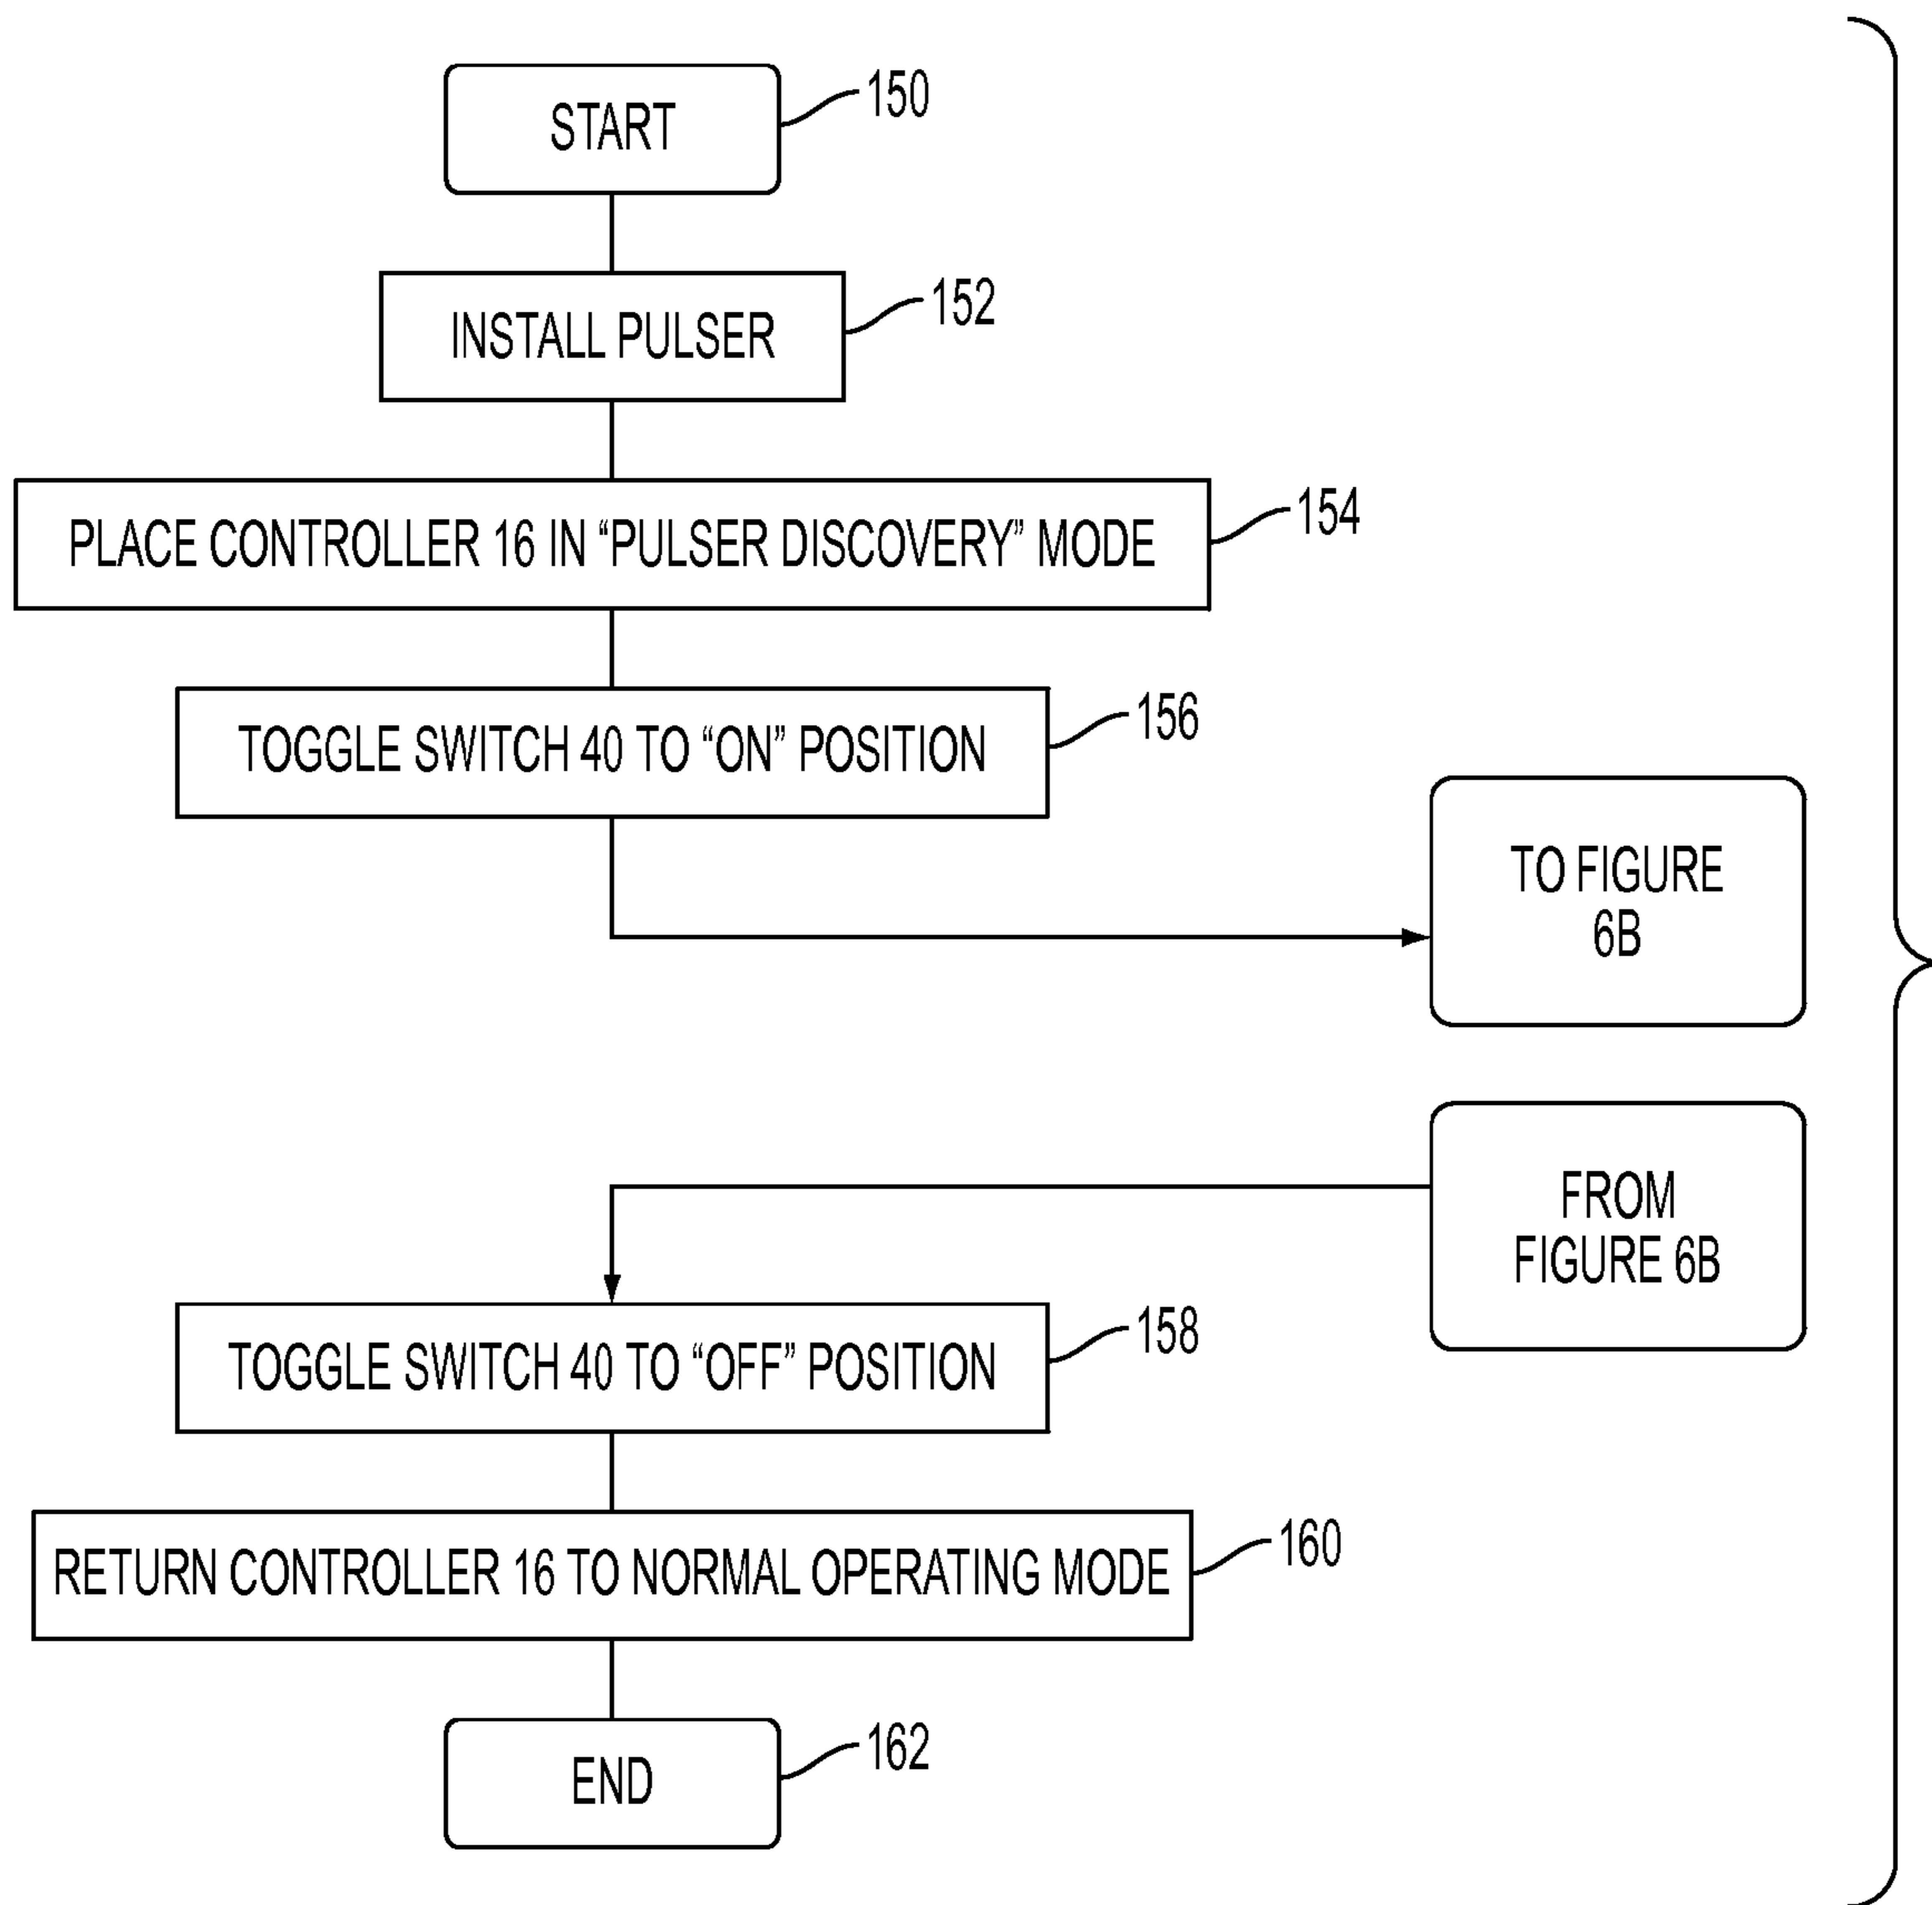 START
150
INSTALL PULSER
152
PLACE CONTROLLER 16 IN “PULSER DISCOVERY” MODE
154
TOGGLE SWITCH 40 TO “ON” POSITION
156
TO FIGURE
6B
FROM
FIGURE 6B
TOGGLE SWITCH 40 TO “OFF” POSITION
158
RETURN CONTROLLER 16 TO NORMAL OPERATING MODE
160
END
162